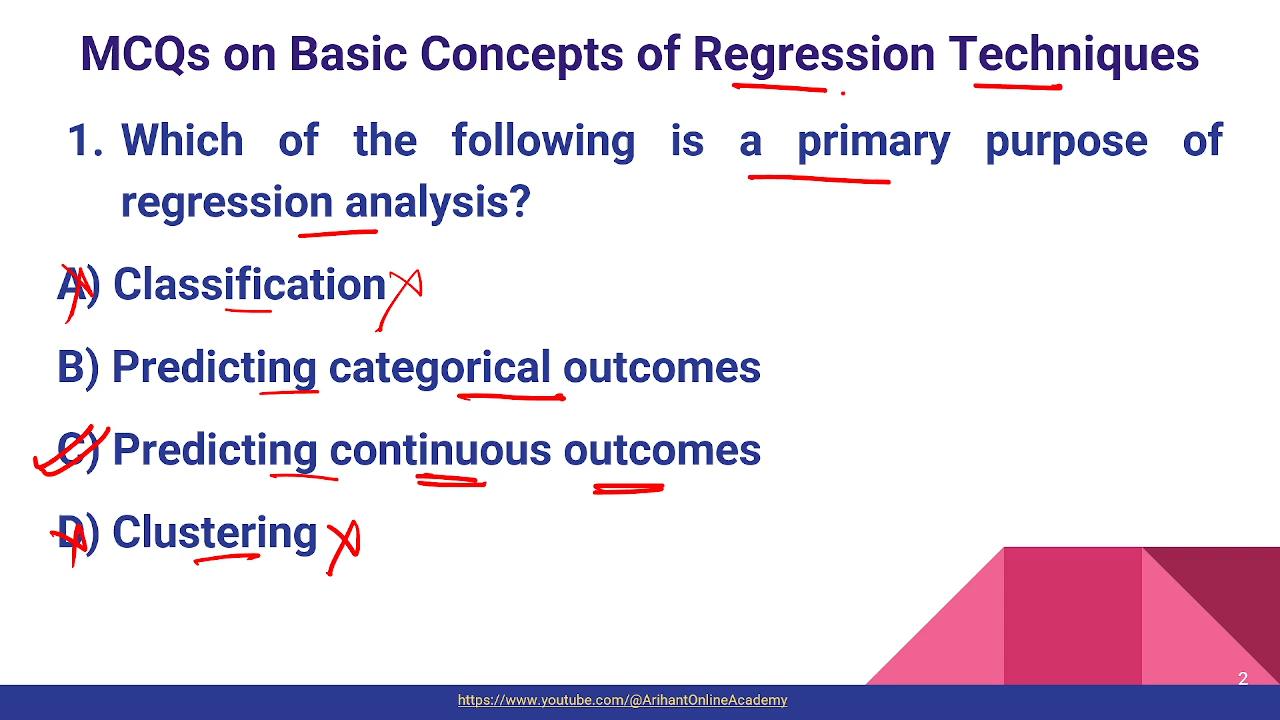 MCQs on Basic Concepts of Regression Techniques
1. Which of the following is a primary purpose of
regression analysis?
A) Classification
B) Predicting categorical outcomes
C) Predicting continuous outcomes
D) Clustering
2
https://www.youtube.com/@ArihantOnlineAcademy